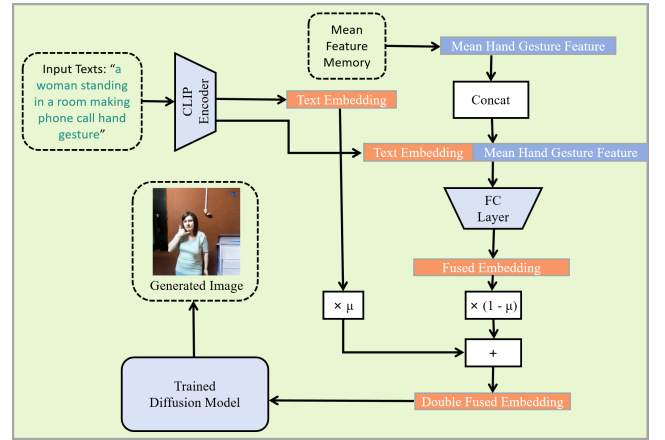 Mean
Feature
Memory
Mean Hand Gesture Feature
Input Texts: “a
woman standing
in a room making
phone call hand
gesture”
CLIP
Encoder
Text Embedding
Concat
Text Embedding
Mean Hand Gesture Feature
FC
Layer
Fused Embedding
Generated Image
× μ
× (1 - μ)
+
Trained
Diffusion Model
Double Fused Embedding